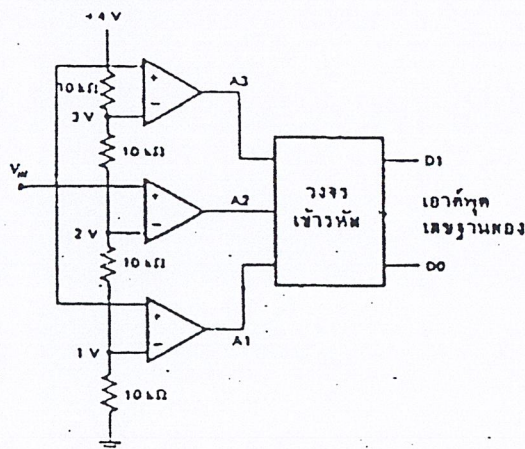 +4 V
10 kΩ
A3
3 V
10 kΩ
D1
Vin
วงจร
เข้ารหัส
A2
เอาต์พุต
เลขฐานสอง
2 V
10 kΩ
D0
A1
1 V
10 kΩ